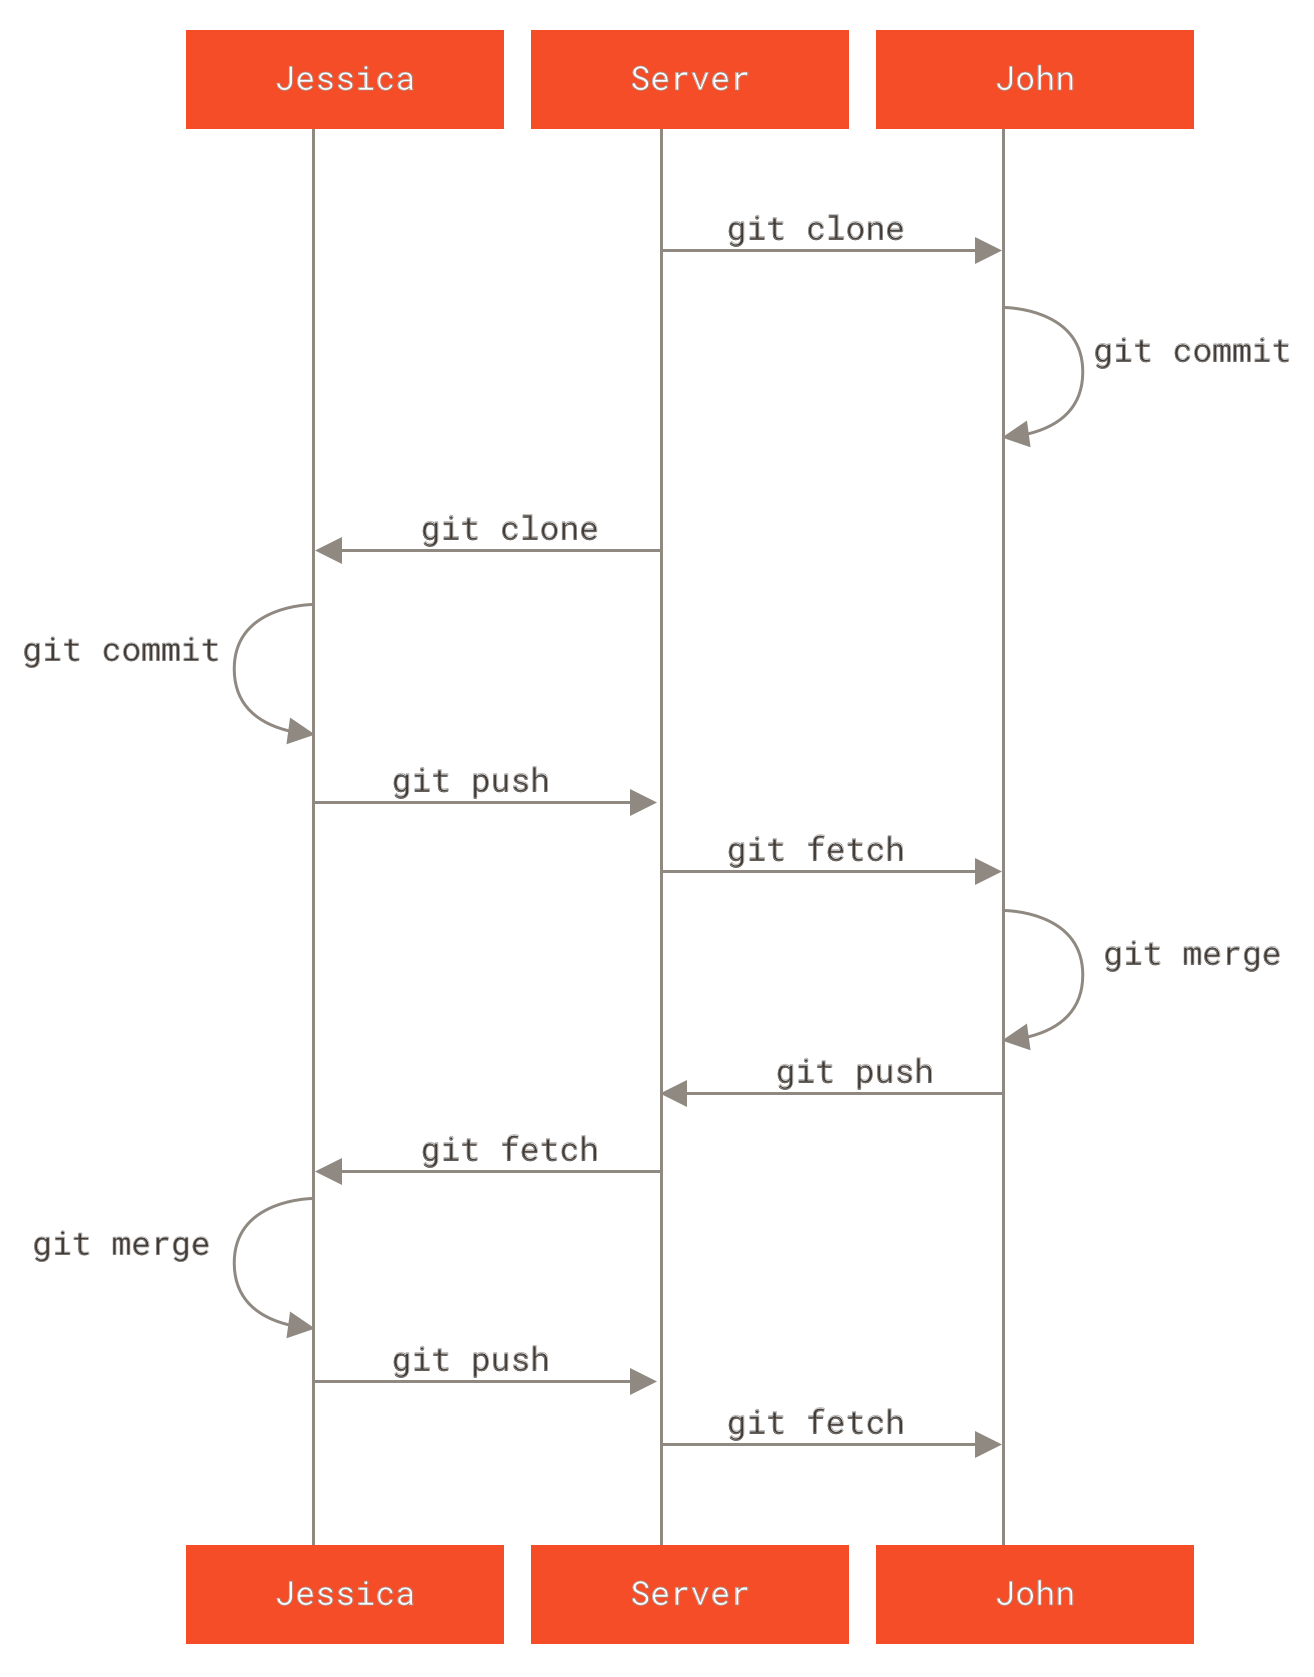 Jessica
Server
John
git clone
git commit
git clone
git commit
git push
git fetch
git merge
git push
git fetch
git merge
git push
git fetch
Jessica
Server
John